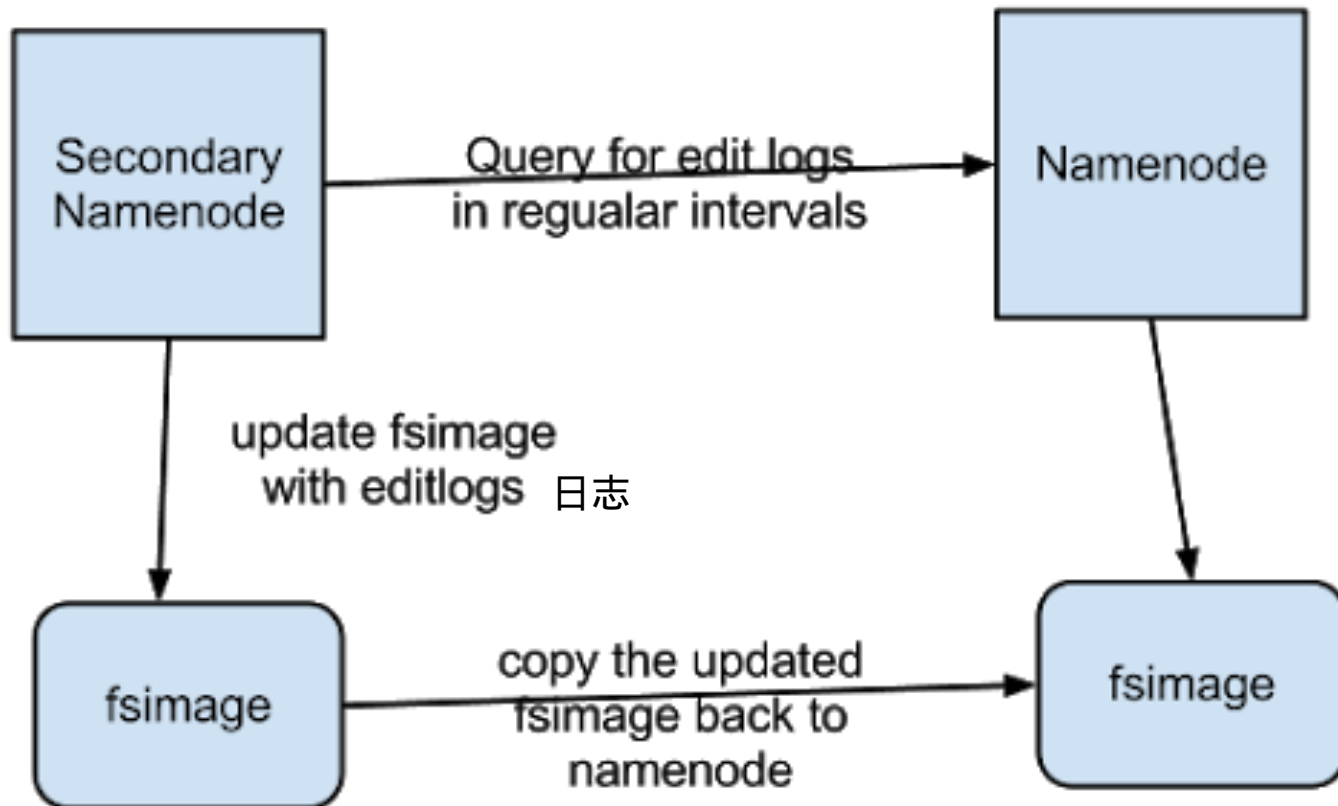 Secondary
Namenode
Query for edit logs
in regualar intervals
Namenode
update fsimage
with editlogs 日志
fsimage
copy the updated
fsimage back to
namenode
fsimage